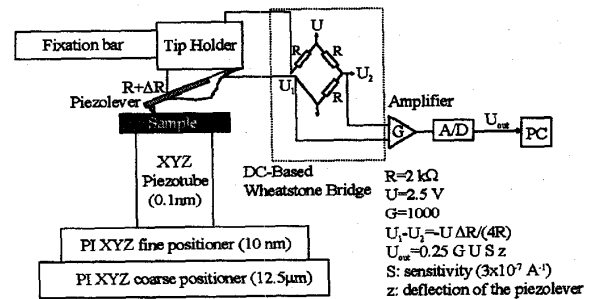 Fixation bar
Tip Holder
U
R
R
R+ΔR
Piezolever
U₁
U₂
R
Sample
Amplifier
G
A/D
U_out
PC
XYZ
Piezotube
(0.1nm)
DC-Based
Wheatstone Bridge
R=2 kΩ
U=2.5 V
G=1000
U₁-U₂=-U ΔR/(4R)
U_out=0.25 G U S z
S: sensitivity (3x10⁻⁷ A⁻¹)
z: deflection of the piezolever
PI XYZ fine positioner (10 nm)
PI XYZ coarse positioner (12.5μm)